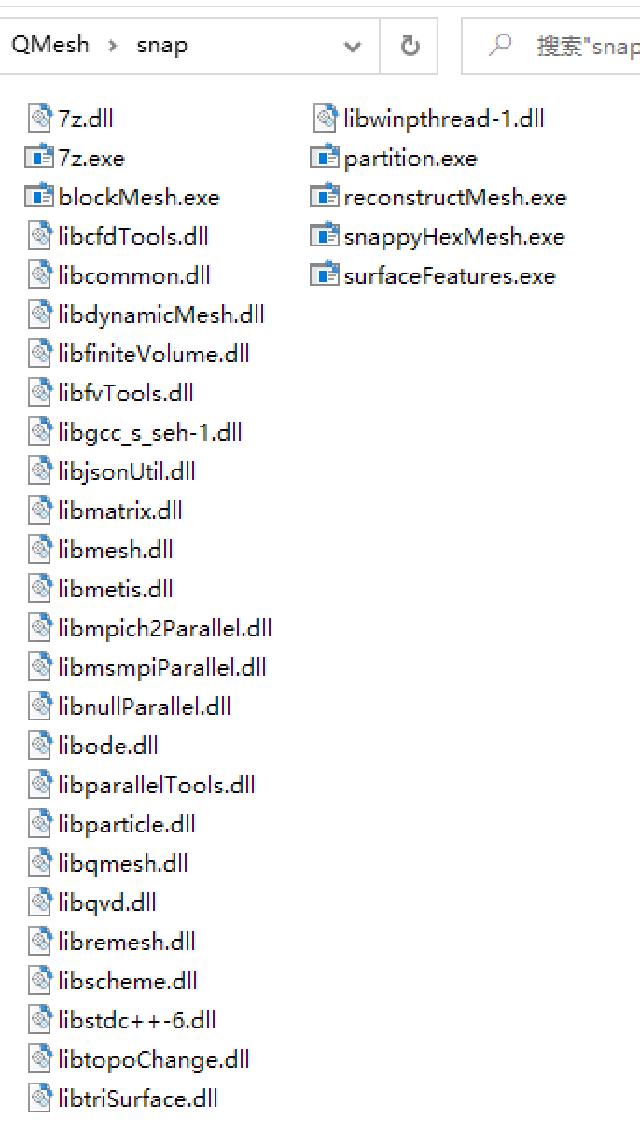 QMesh > snap
搜索"snap
7z.dll
7z.exe
blockMesh.exe
libcfdTools.dll
libcommon.dll
libdynamicMesh.dll
libfiniteVolume.dll
libfvTools.dll
libgcc_s_seh-1.dll
libjsonUtil.dll
libmatrix.dll
libmesh.dll
libmetis.dll
libmpich2Parallel.dll
libmsmpiParallel.dll
libnullParallel.dll
libode.dll
libparallelTools.dll
libparticle.dll
libqmesh.dll
libqvd.dll
libremesh.dll
libscheme.dll
libstdc++-6.dll
libtopoChange.dll
libtriSurface.dll
libwinpthread-1.dll
partition.exe
reconstructMesh.exe
snappyHexMesh.exe
surfaceFeatures.exe